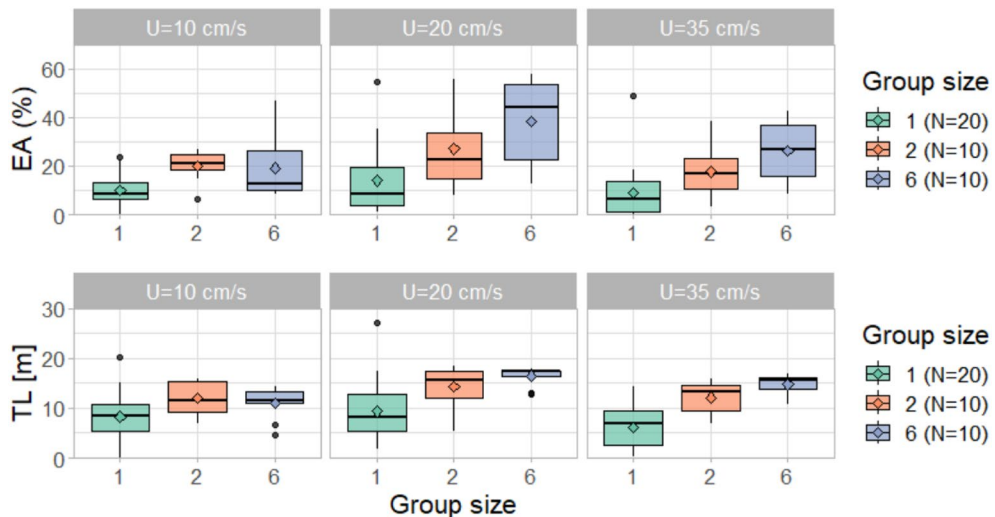 U=10 cm/s
U=20 cm/s
U=35 cm/s
EA (%)
60
40
20
0
1
2
6
1
2
6
1
2
6
Group size
1 (N=20)
2 (N=10)
6 (N=10)
U=10 cm/s
U=20 cm/s
U=35 cm/s
TL [m]
30
20
10
0
1
2
6
1
2
6
1
2
6
Group size
Group size
1 (N=20)
2 (N=10)
6 (N=10)